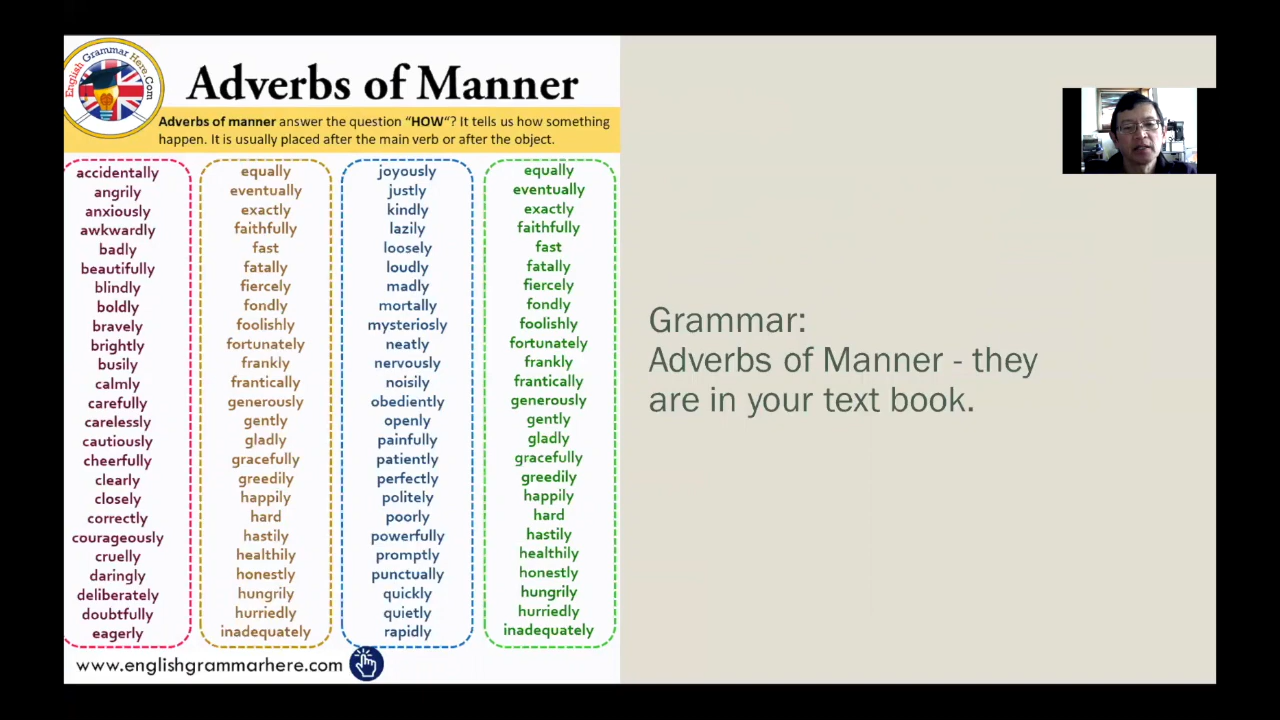 English Grammar Here.Com
Adverbs of Manner
Adverbs of manner answer the question “HOW“? It tells us how something
happen. It is usually placed after the main verb or after the object.
accidentally
angrily
anxiously
awkwardly
badly
beautifully
blindly
boldly
bravely
brightly
busily
calmly
carefully
carelessly
cautiously
cheerfully
clearly
closely
correctly
courageously
cruelly
daringly
deliberately
doubtfully
eagerly
equally
eventually
exactly
faithfully
fast
fatally
fiercely
fondly
foolishly
fortunately
frankly
frantically
generously
gently
gladly
gracefully
greedily
happily
hard
hastily
healthily
honestly
hungrily
hurriedly
inadequately
joyously
justly
kindly
lazily
loosely
loudly
madly
mortally
mysteriosly
neatly
nervously
noisily
obediently
openly
painfully
patiently
perfectly
politely
poorly
powerfully
promptly
punctually
quickly
quietly
rapidly
equally
eventually
exactly
faithfully
fast
fatally
fiercely
fondly
foolishly
fortunately
frankly
frantically
generously
gently
gladly
gracefully
greedily
happily
hard
hastily
healthily
honestly
hungrily
hurriedly
inadequately
www.englishgrammarhere.com
Grammar:
Adverbs of Manner - they
are in your text book.